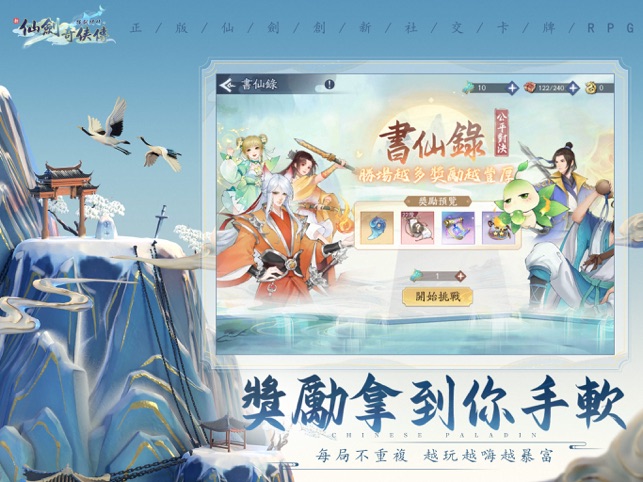 新仙劍奇俠傳
正/版/仙/劍/創/新/社/交/卡/牌/RPG
書仙錄
!
10
122/240
0
書仙錄
公平對決
勝場越多獎勵越豐厚
獎勵預覽
1
開始挑戰
獎勵拿到你手軟
CHINESE PALADIN
每局不重複 越玩越嗨越暴富